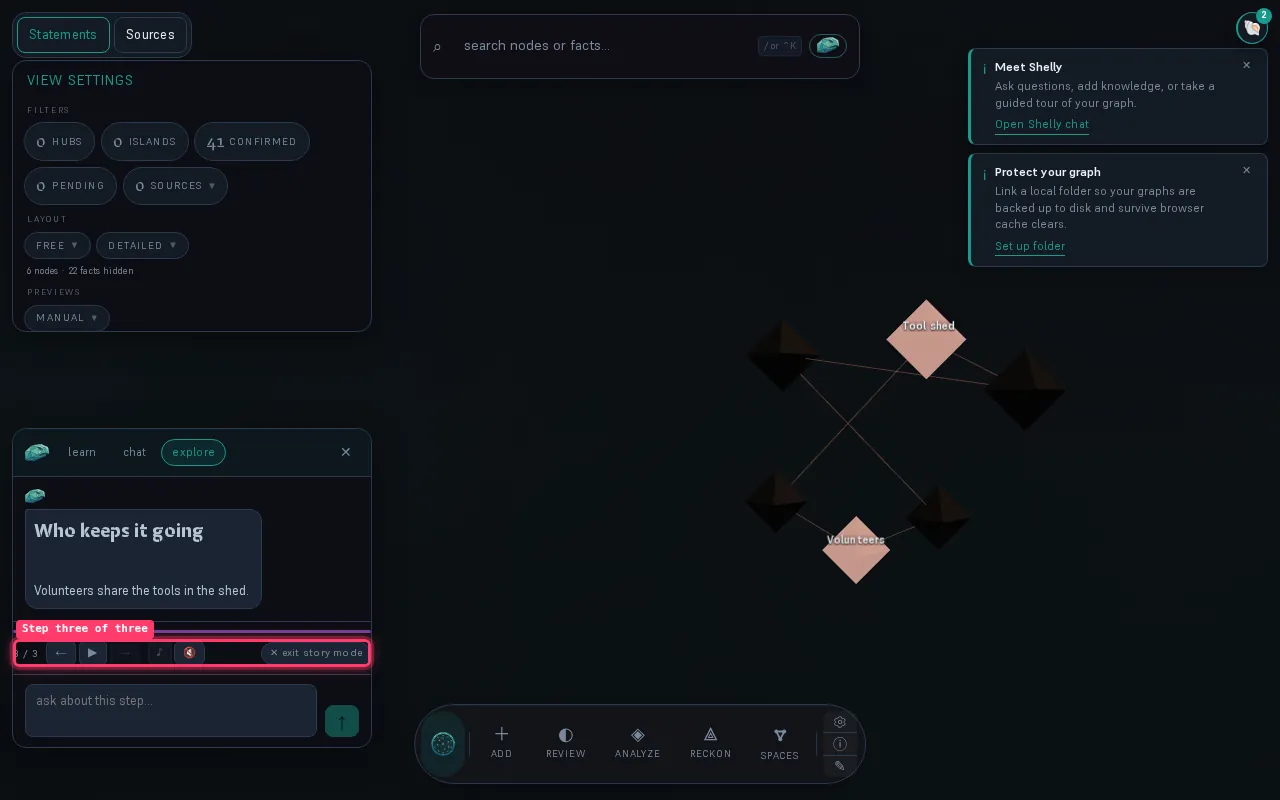 Statements
Sources
search nodes or facts...
/ or ^K
2
VIEW SETTINGS
FILTERS
0 HUBS
0 ISLANDS
41 CONFIRMED
0 PENDING
0 SOURCES ▾
LAYOUT
FREE ▾
DETAILED ▾
6 nodes · 22 facts hidden
PREVIEWS
MANUAL ▾
Meet Shelly
Ask questions, add knowledge, or take a
guided tour of your graph.
Open Shelly chat
Protect your graph
Link a local folder so your graphs are
backed up to disk and survive browser
cache clears.
Set up folder
Tool shed
Volunteers
learn
chat
explore
Who keeps it going
Volunteers share the tools in the shed.
Step three of three
3 / 3
✕ exit story mode
ask about this step...
ADD
REVIEW
ANALYZE
RECKON
SPACES